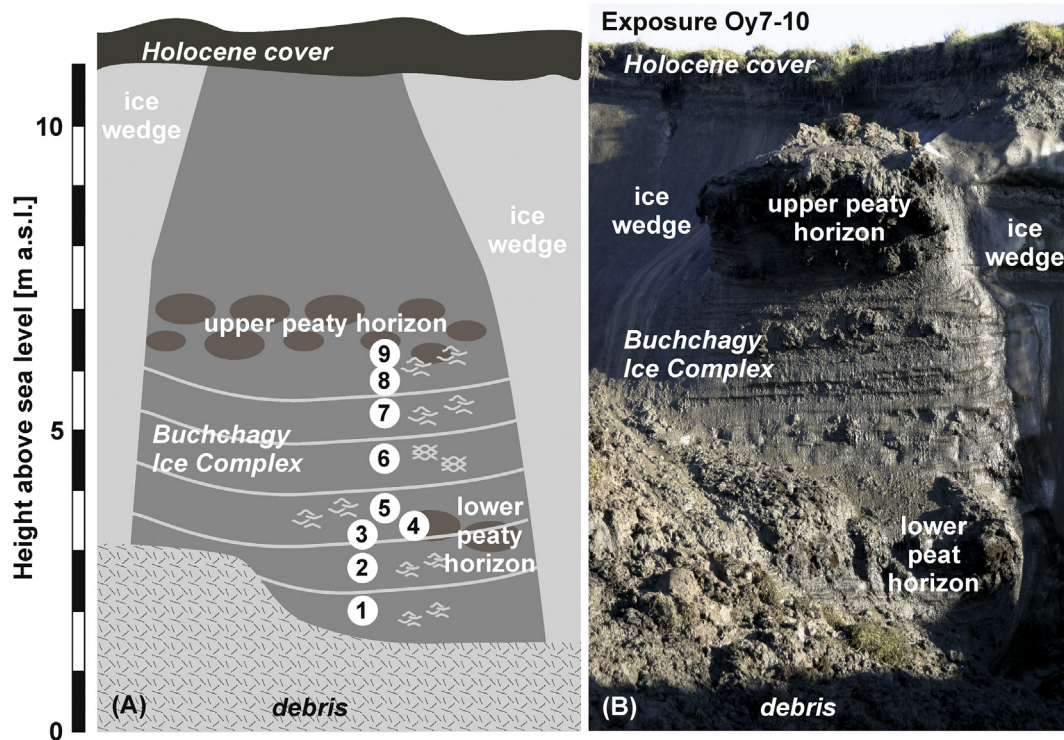 Height above sea level [m a.s.l.]
10
5
0
Holocene cover
ice
wedge
ice
wedge
upper peaty horizon
9
8
7
Buchchagy
Ice Complex
6
5
4
3
lower
peaty
horizon
2
1
(A)
debris
Exposure Oy7-10
Holocene cover
upper peaty
horizon
ice
wedge
ice
wedge
Buchchagy
Ice Complex
lower
peat
horizon
(B)
debris